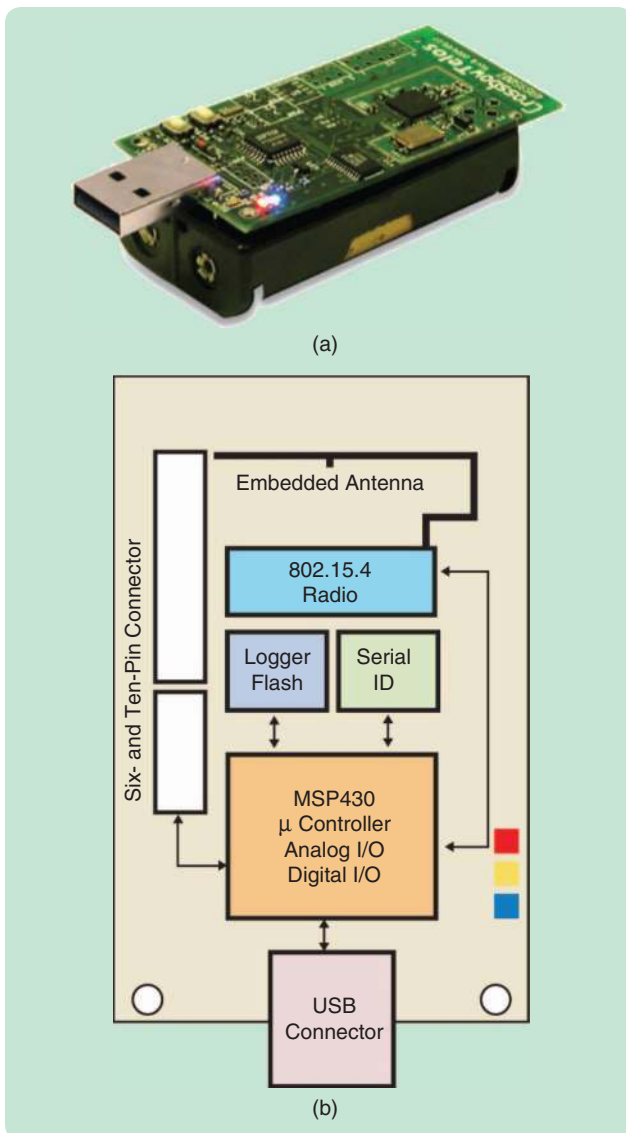 CrossbowTelos
(a)
Embedded Antenna
Six- and Ten-Pin Connector
802.15.4
Radio
Logger
Flash
Serial
ID
MSP430
μ Controller
Analog I/O
Digital I/O
USB
Connector
(b)